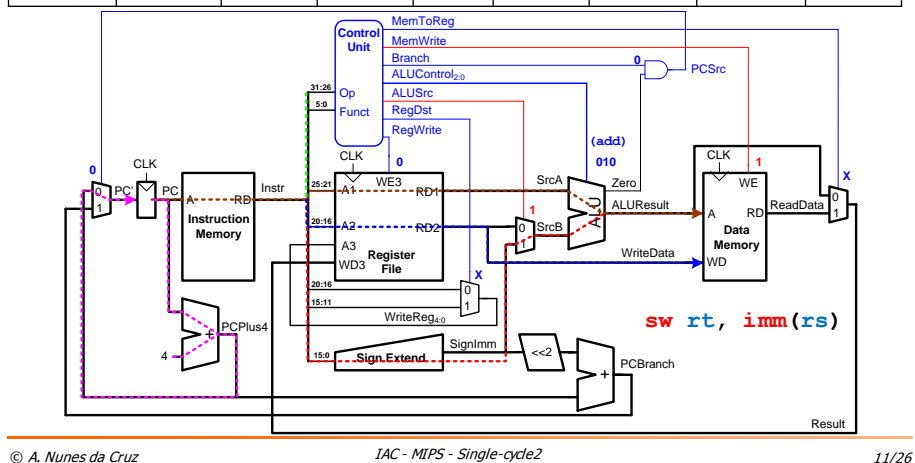 MemToReg
Control Unit
MemWrite
Branch
0
PCSrc
ALUControl2:0
31:26
Op
ALUSrc
5:0
Funct
RegDst
RegWrite
(add)
0
CLK
CLK
0
010
CLK
1
X
0
1
PC'
PC
A
RD
Instr
25:21
A1
WE3
RD1
SrcA
Zero
WE
Instruction Memory
20:16
A2
RD2
1
0
1
SrcB
ALU
ALUResult
A
RD
ReadData
0
1
A3
Register File
Data Memory
WD3
WriteData
WD
X
20:16
0
15:11
1
WriteReg4:0
sw rt, imm(rs)
PCPlus4
+
4
15:0
Sign Extend
SignImm
<<2
+
PCBranch
Result
© A. Nunes da Cruz
IAC - MIPS - Single-cycle2
11/26